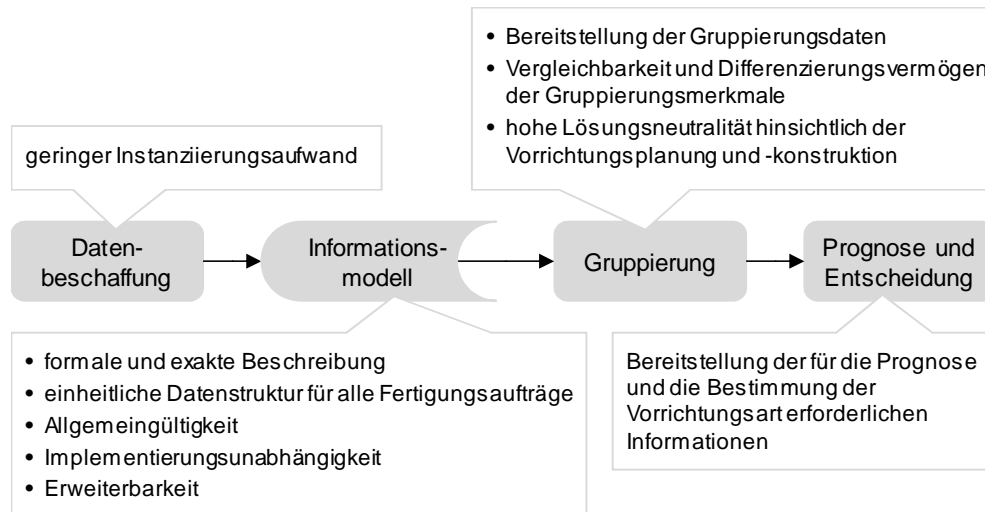 • Bereitstellung der Gruppierungsdaten
• Vergleichbarkeit und Differenzierungsvermögen
der Gruppierungsmerkmale
• hohe Lösungsneutralität hinsichtlich der
Vorrichtungsplanung und -konstruktion
geringer Instanziierungsaufwand
Daten-
beschaffung
Informations-
modell
Gruppierung
Prognose und
Entscheidung
• formale und exakte Beschreibung
• einheitliche Datenstruktur für alle Fertigungsaufträge
• Allgemeingültigkeit
• Implementierungsunabhängigkeit
• Erweiterbarkeit
Bereitstellung der für die Prognose
und die Bestimmung der
Vorrichtungsart erforderlichen
Informationen